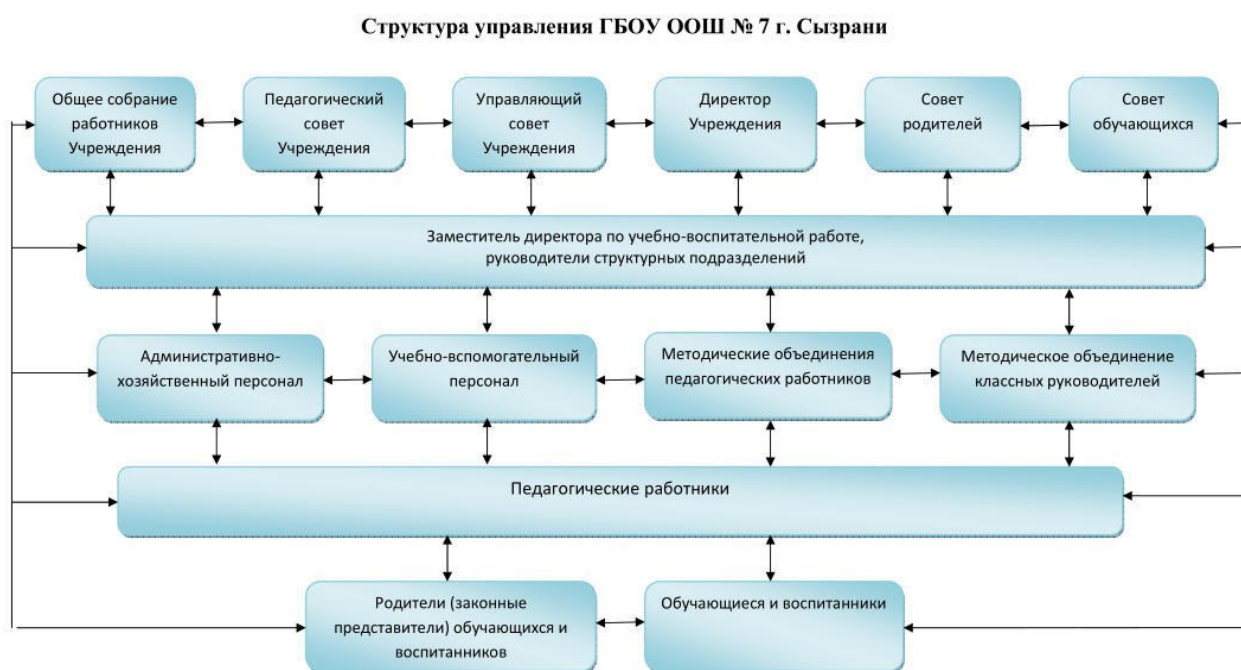 Структура управления ГБОУ ООШ № 7 г. Сызрани
Общее собрание
работников
Учреждения
Педагогический
совет
Учреждения
Управляющий
совет
Учреждения
Директор
Учреждения
Совет
родителей
Совет
обучающихся
Заместитель директора по учебно-воспитательной работе,
руководители структурных подразделений
Административно-
хозяйственный персонал
Учебно-вспомогательный
персонал
Методические объединения
педагогических работников
Методическое объединение
классных руководителей
Педагогические работники
Родители (законные
представители) обучающихся и
воспитанников
Обучающиеся и воспитанники